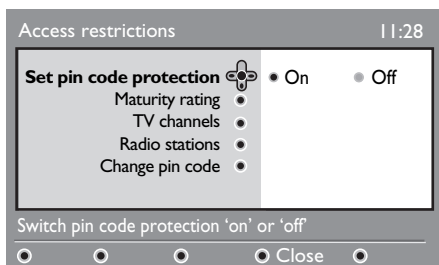 Access restrictions 11:28
Set pin code protection On Off
Maturity rating
TV channels
Radio stations
Change pin code
Switch pin code protection ‘on’ or ‘off’
Close